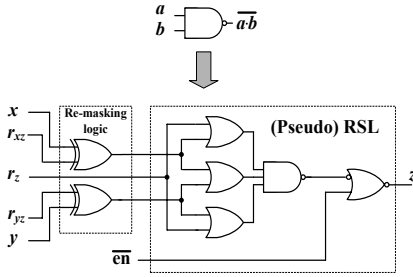 a
b
a·b
x
Re-masking
logic
(Pseudo) RSL
r_xz
r_z
z
r_yz
y
en